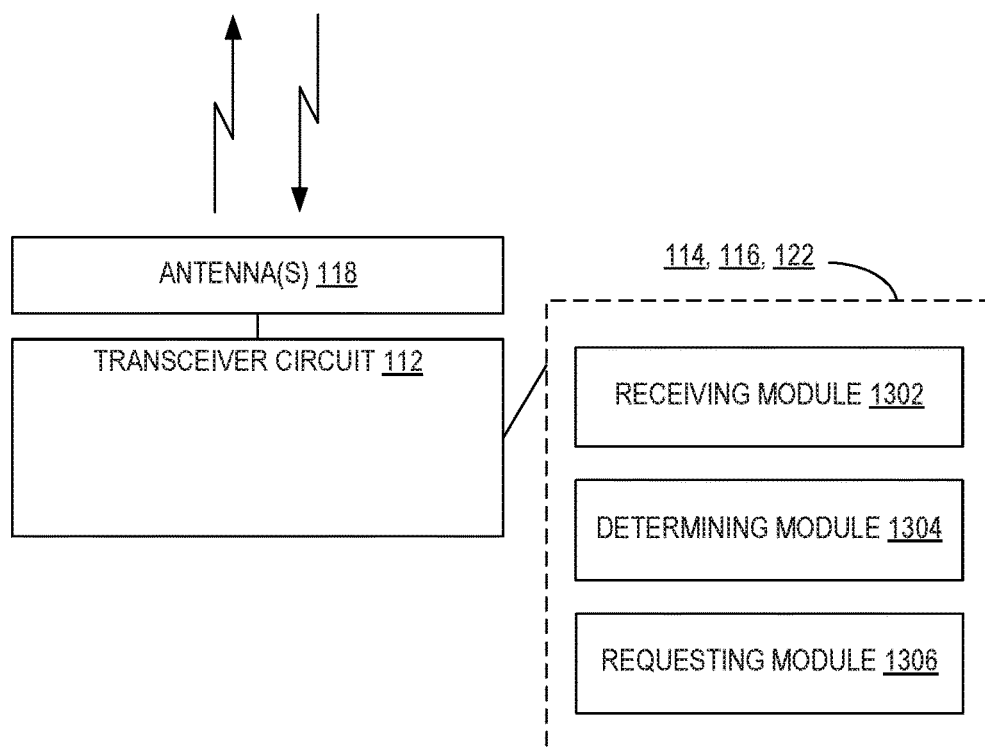 ANTENNA(S) 118
114, 116, 122
TRANSCEIVER CIRCUIT 112
RECEIVING MODULE 1302
DETERMINING MODULE 1304
REQUESTING MODULE 1306